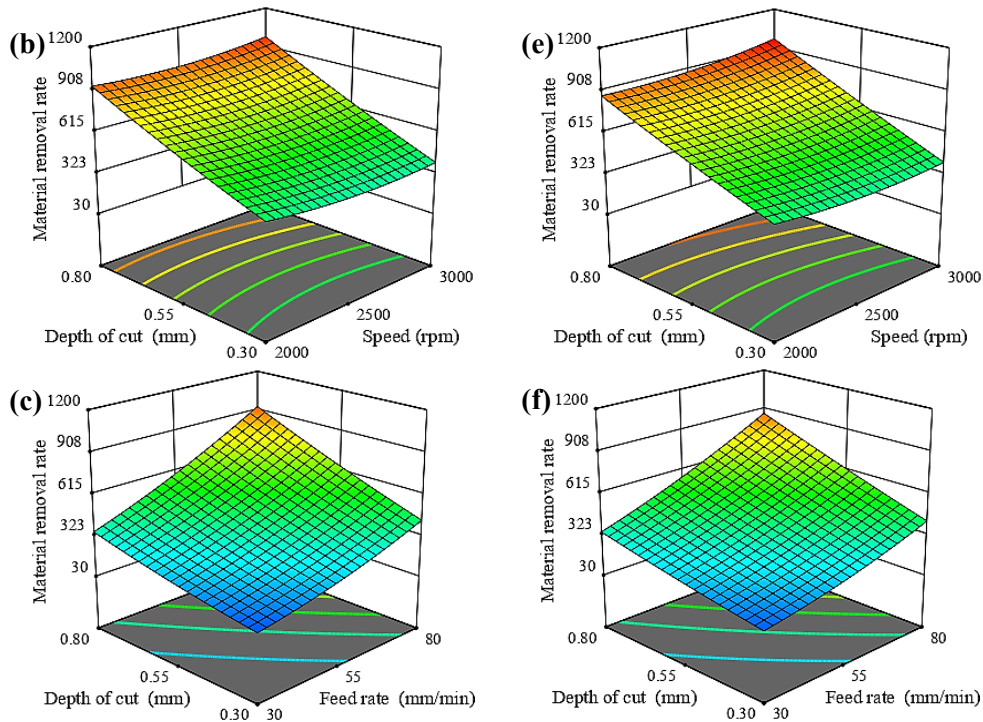 (b)
1200
908
615
323
30
Material removal rate
0.80
0.55
0.30
Depth of cut (mm)
2000
2500
3000
Speed (rpm)
(e)
1200
908
615
323
30
Material removal rate
0.80
0.55
0.30
Depth of cut (mm)
2000
2500
3000
Speed (rpm)
(c)
1200
908
615
323
30
Material removal rate
0.80
0.55
0.30
Depth of cut (mm)
30
55
80
Feed rate (mm/min)
(f)
1200
908
615
323
30
Material removal rate
0.80
0.55
0.30
Depth of cut (mm)
30
55
80
Feed rate (mm/min)